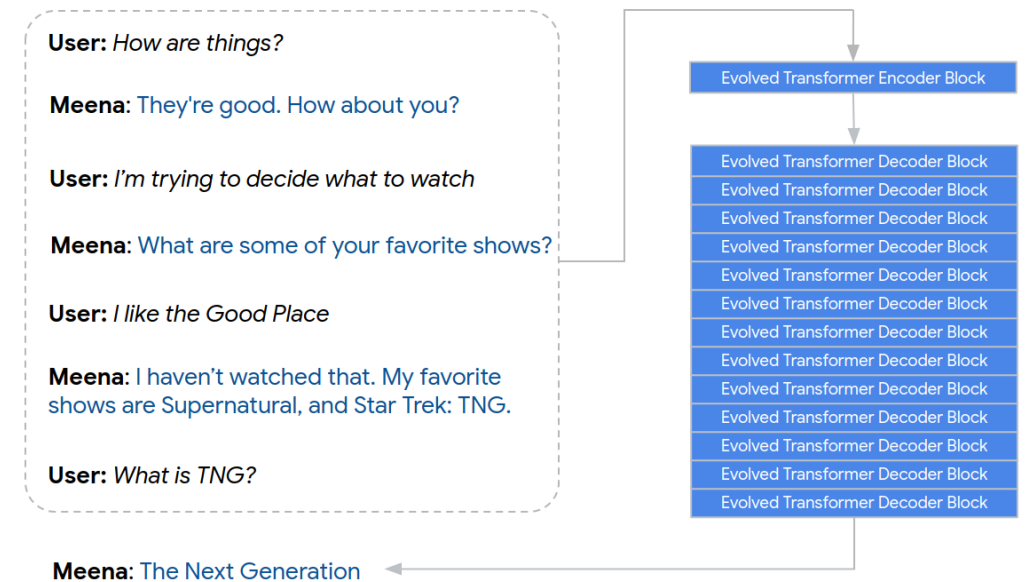 User: How are things?
Meena: They're good. How about you?
User: I’m trying to decide what to watch
Meena: What are some of your favorite shows?
User: I like the Good Place
Meena: I haven’t watched that. My favorite
shows are Supernatural, and Star Trek: TNG.
User: What is TNG?
Meena: The Next Generation
Evolved Transformer Encoder Block
Evolved Transformer Decoder Block
Evolved Transformer Decoder Block
Evolved Transformer Decoder Block
Evolved Transformer Decoder Block
Evolved Transformer Decoder Block
Evolved Transformer Decoder Block
Evolved Transformer Decoder Block
Evolved Transformer Decoder Block
Evolved Transformer Decoder Block
Evolved Transformer Decoder Block
Evolved Transformer Decoder Block
Evolved Transformer Decoder Block
Evolved Transformer Decoder Block